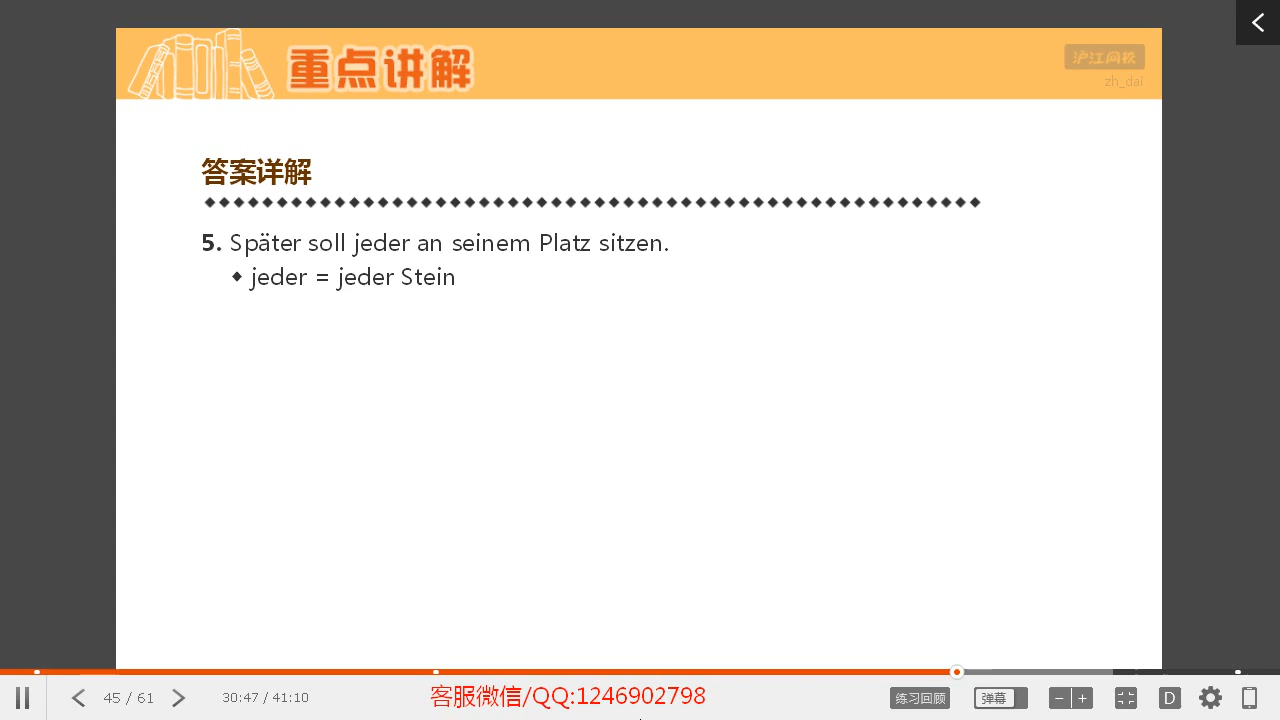 重点讲解
沪江网校
zh_dai
答案详解
5. Später soll jeder an seinem Platz sitzen.
◆ jeder = jeder Stein
45 / 61
30:47 / 41:10
客服微信/QQ:1246902798
练习回顾
弹幕
D